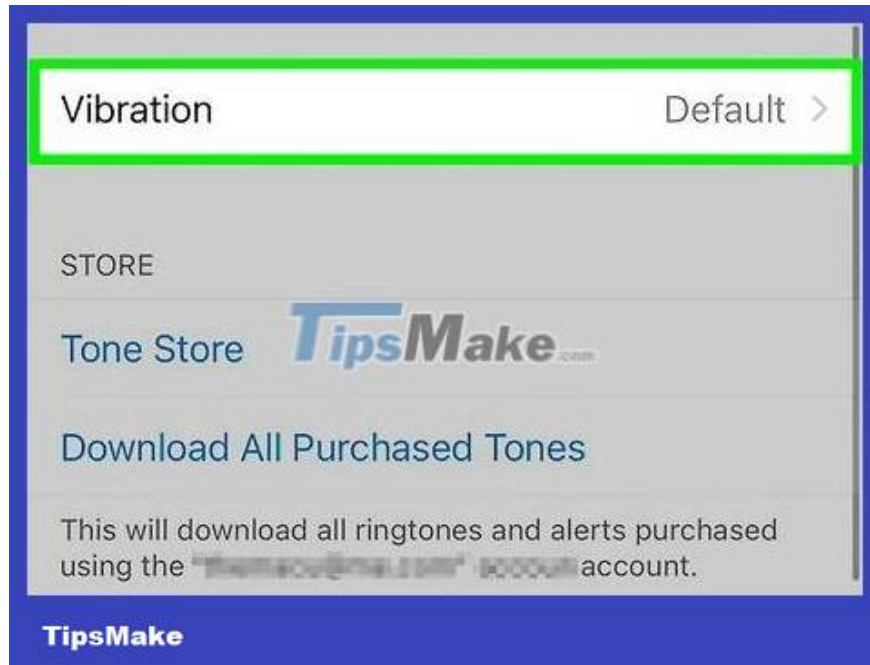 Vibration Default >
STORE
Tone Store
TipsMake.com
Download All Purchased Tones
This will download all ringtones and alerts purchased
using the account.
TipsMake